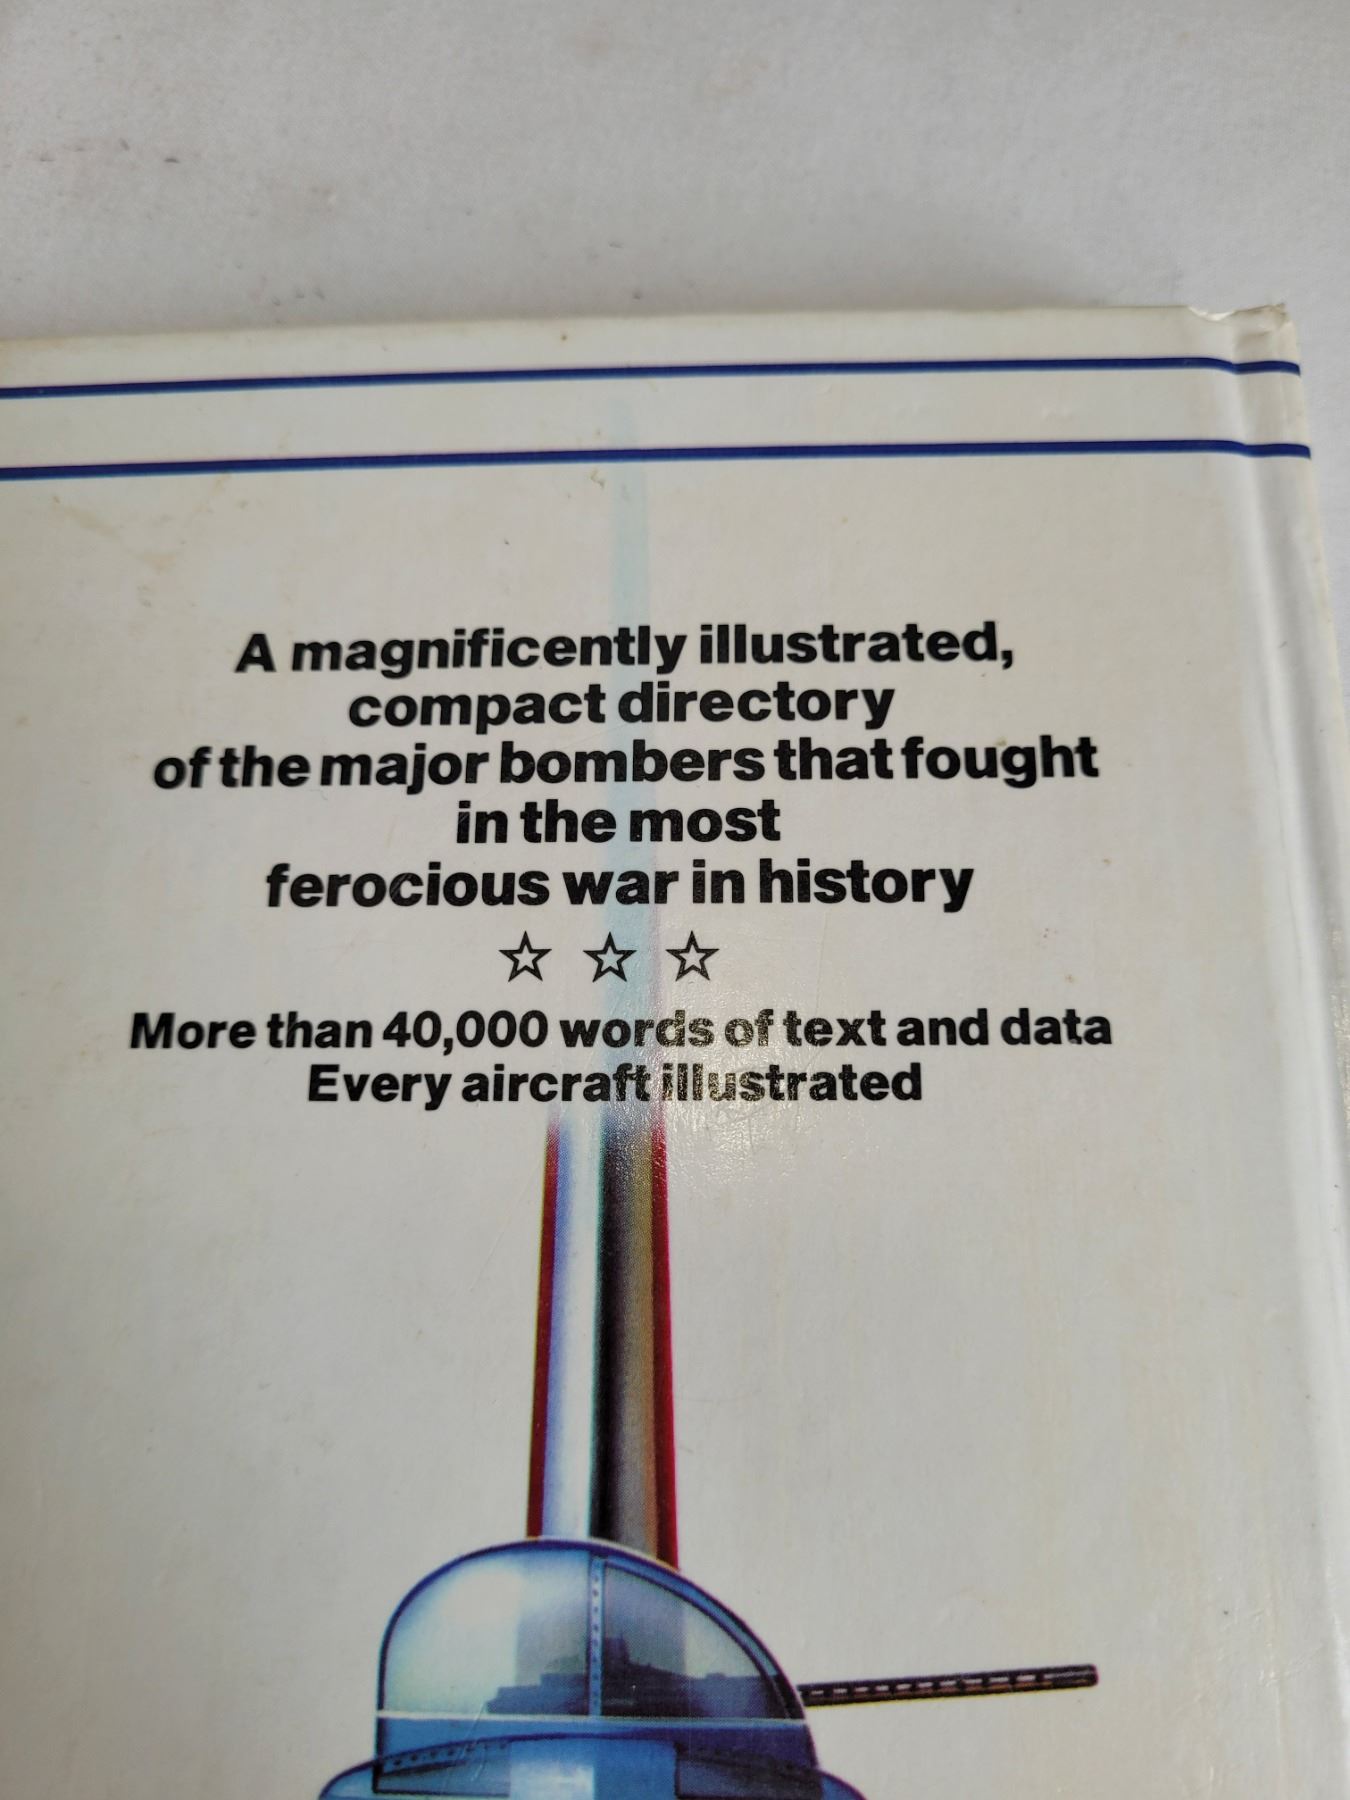 A magnificently illustrated,
compact directory
of the major bombers that fought
in the most
ferocious war in history
☆ ☆ ☆
More than 40,000 words of text and data
Every aircraft illustrated